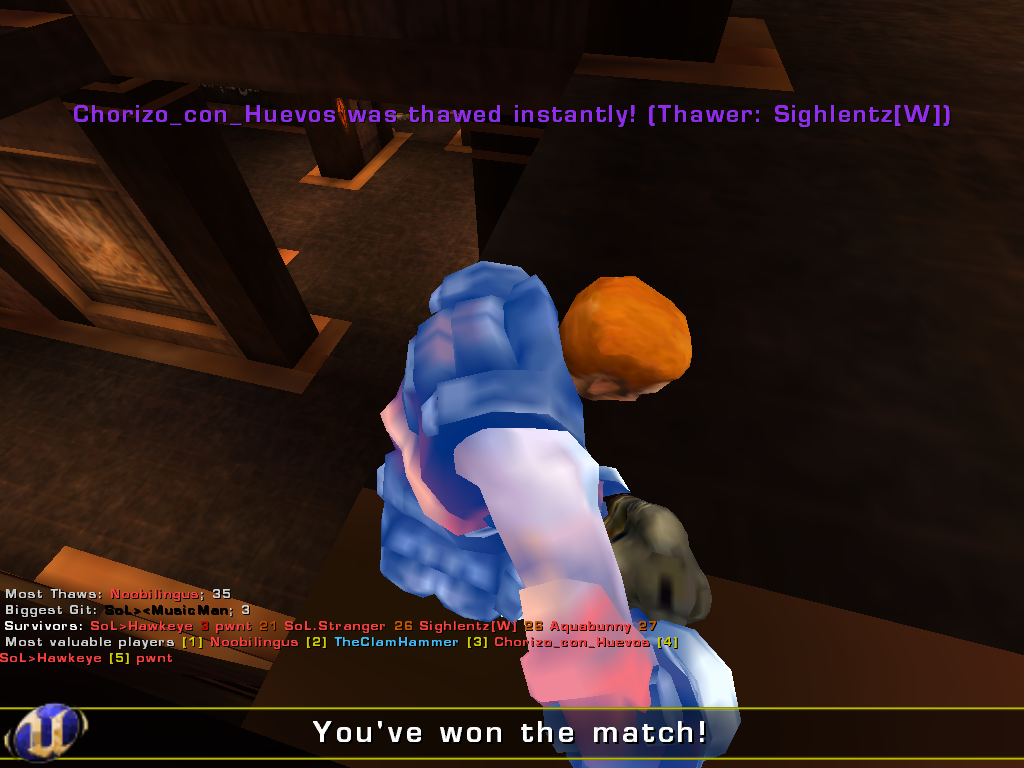 Chorizo_con_Huevos was thawed instantly! (Thawer: Sighlentz[W])
Most Thaws: Noobilingus; 35
Biggest Git: SoL><MusicMan; 3
Survivors: SoL>Hawkeye 3 pwnt 21 SoL.Stranger 26 Sighlentz[W] 26 Aquabunny 27
Most valuable players [1] Noobilingus [2] TheClamHammer [3] Chorizo_con_Huevos [4]
SoL>Hawkeye [5] pwnt
You've won the match!